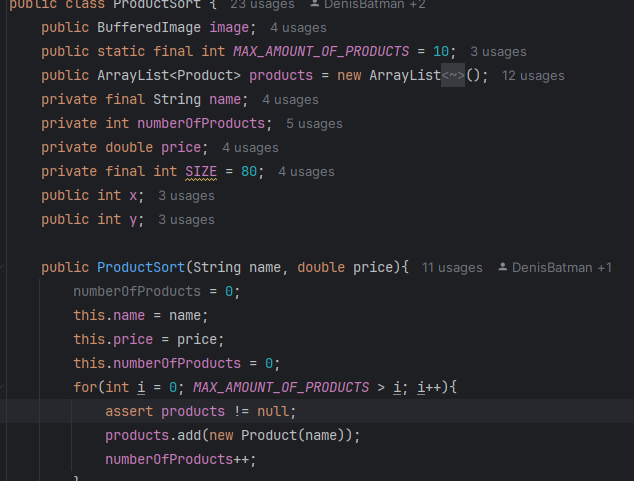 public class ProductSort { 23 usages DenisBatman +2
public BufferedImage image; 4 usages
public static final int MAX_AMOUNT_OF_PRODUCTS = 10; 3 usages
public ArrayList<Product> products = new ArrayList<~>(); 12 usages
private final String name; 4 usages
private int numberOfProducts; 5 usages
private double price; 4 usages
private final int SIZE = 80; 4 usages
public int x; 3 usages
public int y; 3 usages
public ProductSort(String name, double price){ 11 usages DenisBatman +1
numberOfProducts = 0;
this.name = name;
this.price = price;
this.numberOfProducts = 0;
for(int i = 0; MAX_AMOUNT_OF_PRODUCTS > i; i++){
assert products != null;
products.add(new Product(name));
numberOfProducts++;
}